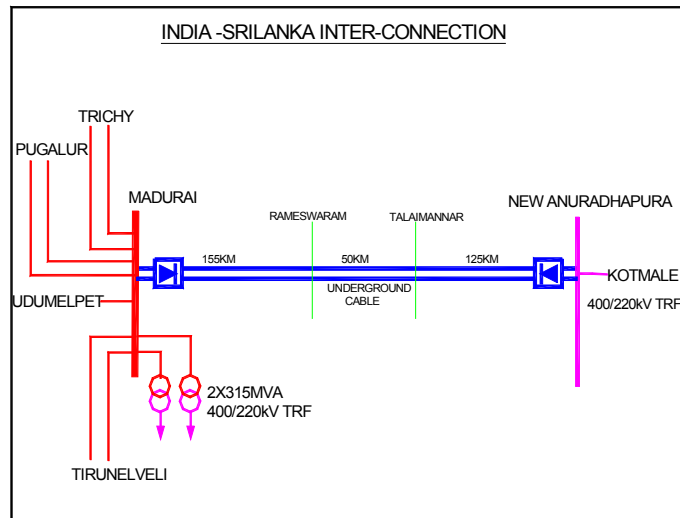 INDIA -SRILANKA INTER-CONNECTION
TRICHY
PUGALUR
MADURAI
RAMESWARAM
TALAIMANNAR
NEW ANURADHAPURA
155KM
50KM
125KM
UNDERGROUND
CABLE
KOTMALE
400/220kV TRF
UDUMELPET
2X315MVA
400/220kV TRF
TIRUNELVELI